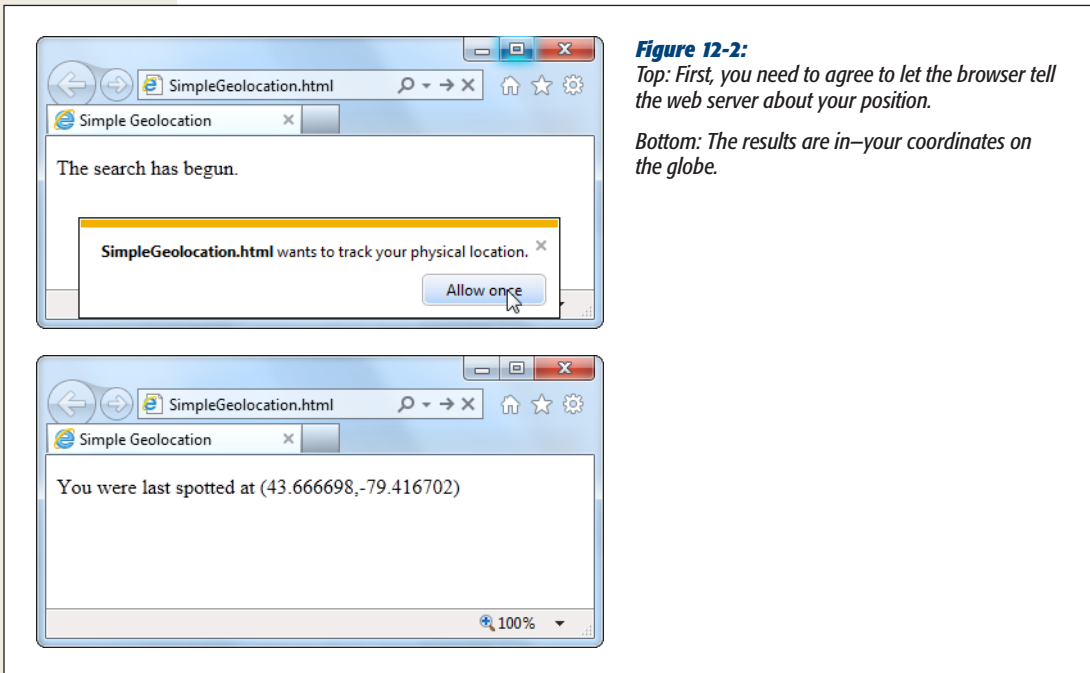 SimpleGeolocation.html
Simple Geolocation
The search has begun.
SimpleGeolocation.html wants to track your physical location.
Allow once
SimpleGeolocation.html
Simple Geolocation
You were last spotted at (43.666698,-79.416702)
100%
Figure 12-2:
Top: First, you need to agree to let the browser tell
the web server about your position.
Bottom: The results are in—your coordinates on
the globe.